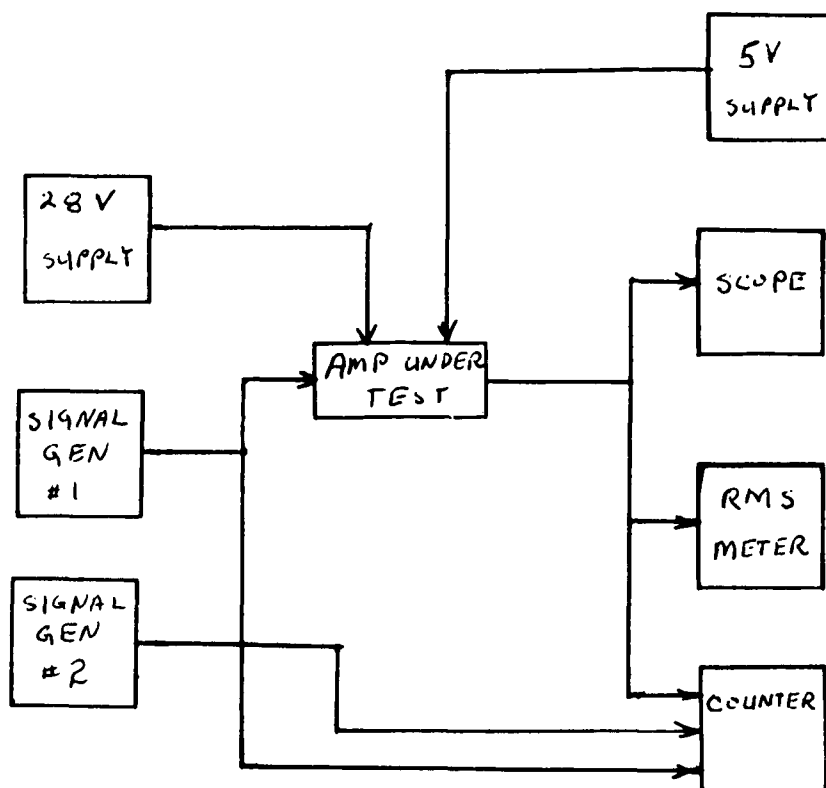 5V
SUPPLY
28 V
SUPPLY
SCOPE
AMP UNDER
TEST
SIGNAL
GEN
#1
RMS
METER
SIGNAL
GEN
#2
COUNTER